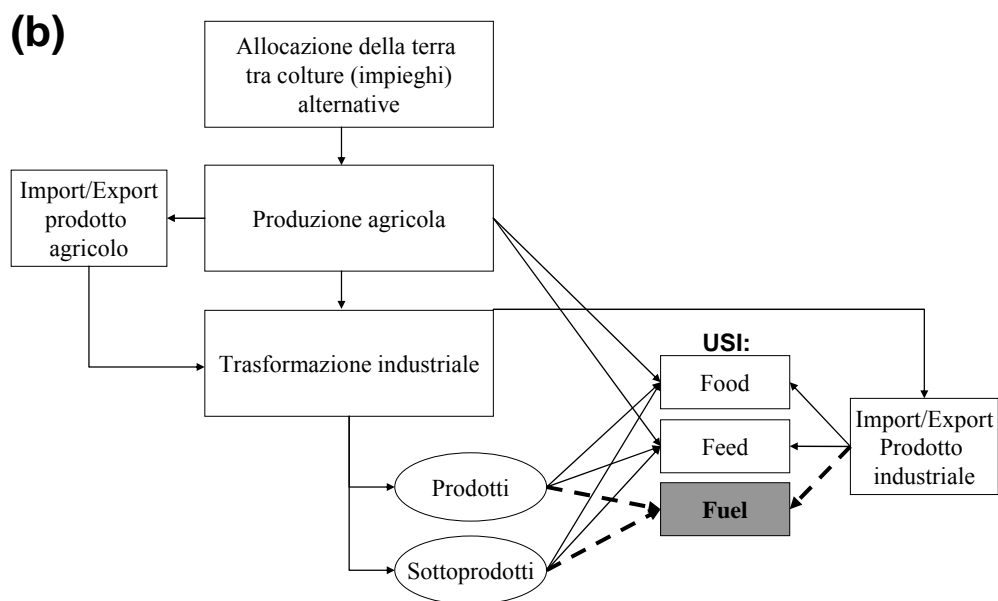 (b)
Allocazione della terra
tra colture (impieghi)
alternative
Import/Export
prodotto
agricolo
Produzione agricola
Trasformazione industriale
USI:
Food
Feed
Fuel
Import/Export
Prodotto
industriale
Prodotti
Sottoprodotti